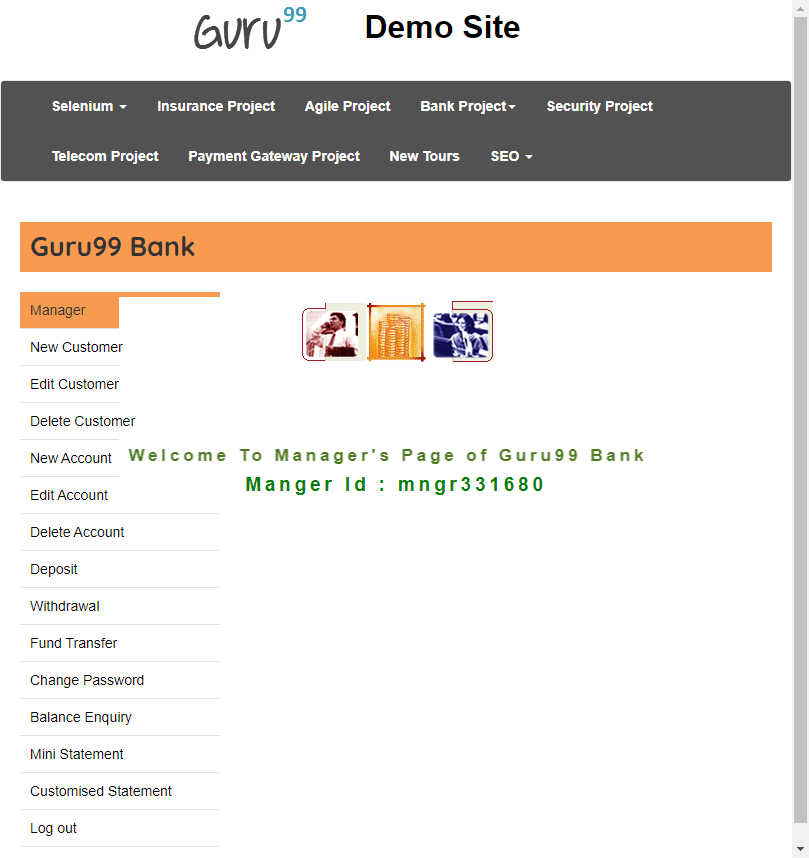 Guru99 Demo Site
Selenium Insurance Project Agile Project Bank Project Security Project
Telecom Project Payment Gateway Project New Tours SEO
Guru99 Bank
Manager
New Customer
Edit Customer
Delete Customer
New Account
Welcome To Manager's Page of Guru99 Bank
Manger Id : mngr331680
Edit Account
Delete Account
Deposit
Withdrawal
Fund Transfer
Change Password
Balance Enquiry
Mini Statement
Customised Statement
Log out